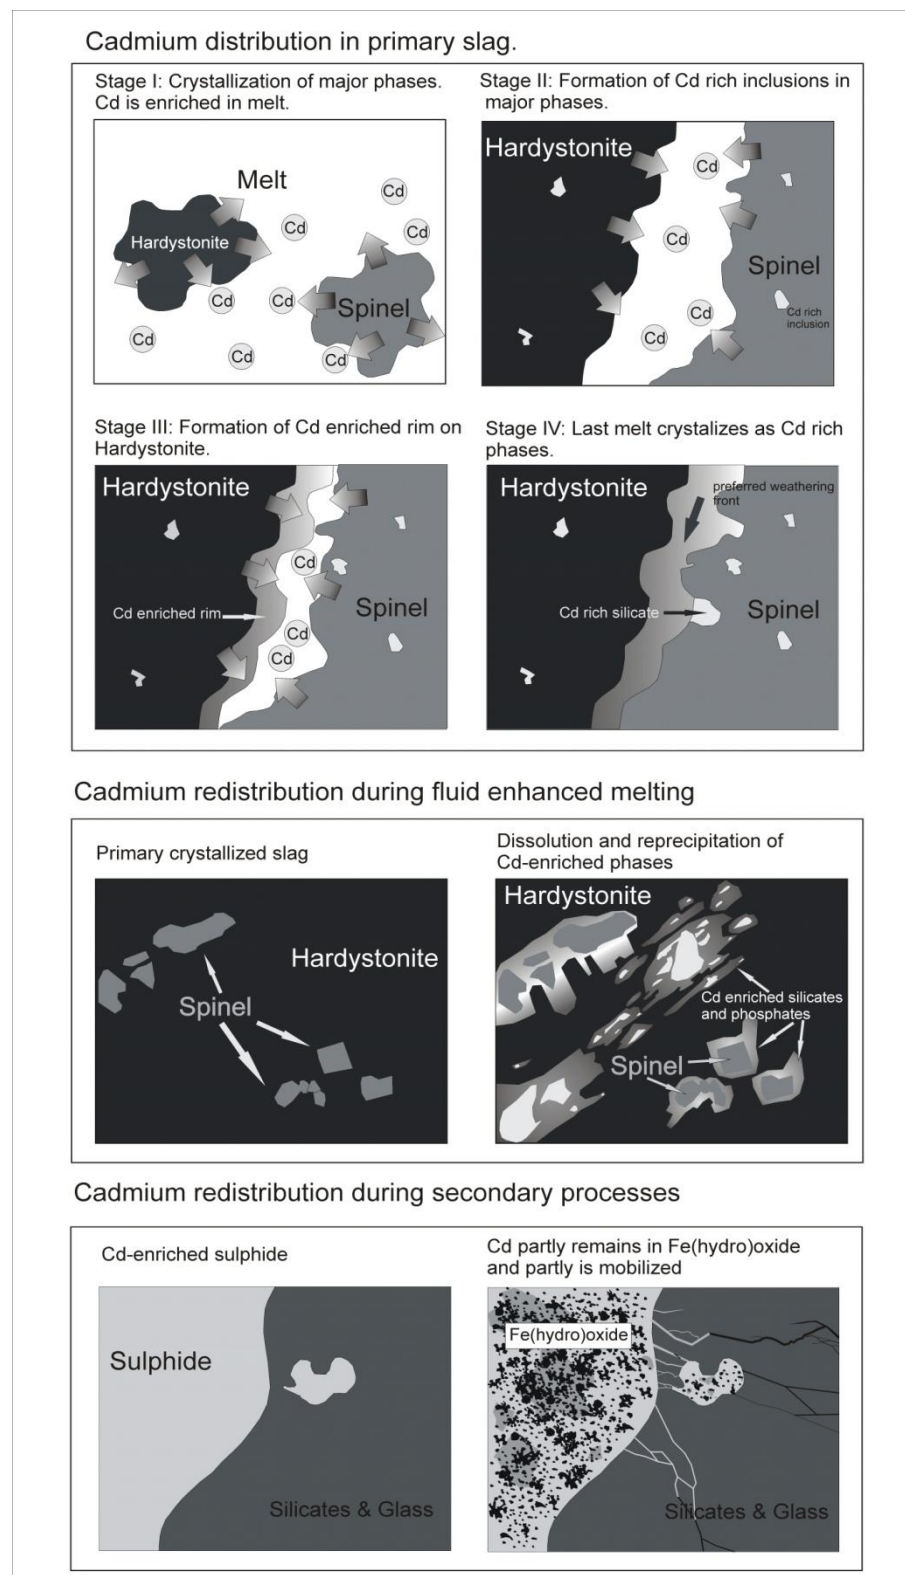 Cadmium distribution in primary slag.
Stage I: Crystallization of major phases.
Cd is enriched in melt.
Melt
Cd
Cd
Cd
Hardystonite
Cd
Cd
Spinel
Cd
Cd
Cd
Stage II: Formation of Cd rich inclusions in
major phases.
Hardystonite
Cd
Cd
Spinel
Cd rich
inclusion
Cd
Cd
Stage III: Formation of Cd enriched rim on
Hardystonite.
Hardystonite
Cd
Cd enriched rim
Spinel
Cd
Cd
Stage IV: Last melt crystalizes as Cd rich
phases.
Hardystonite
preferred weathering
front
Cd rich silicate
Spinel
Cadmium redistribution during fluid enhanced melting
Primary crystallized slag
Hardystonite
Spinel
Dissolution and reprecipitation of
Cd-enriched phases
Hardystonite
Cd enriched silicates
and phosphates
Spinel
Cadmium redistribution during secondary processes
Cd-enriched sulphide
Sulphide
Silicates & Glass
Cd partly remains in Fe(hydro)oxide
and partly is mobilized
Fe(hydro)oxide
Silicates & Glass